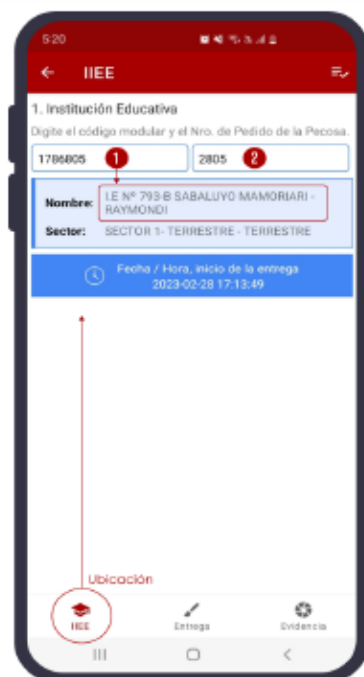 5:20
IIEE
1. Institución Educativa
Digite el código modular y el Nro. de Pedido de la Pecosa.
1786805 1 2805 2
Nombre: I.E Nº 793-B SABALUYO MAMORIARI -
RAYMONDI
Sector: SECTOR 1- TERRESTRE - TERRESTRE
Fecha / Hora, inicio de la entrega
2023-02-28 17:13:49
Ubicación
IIEE Entrega Evidencia